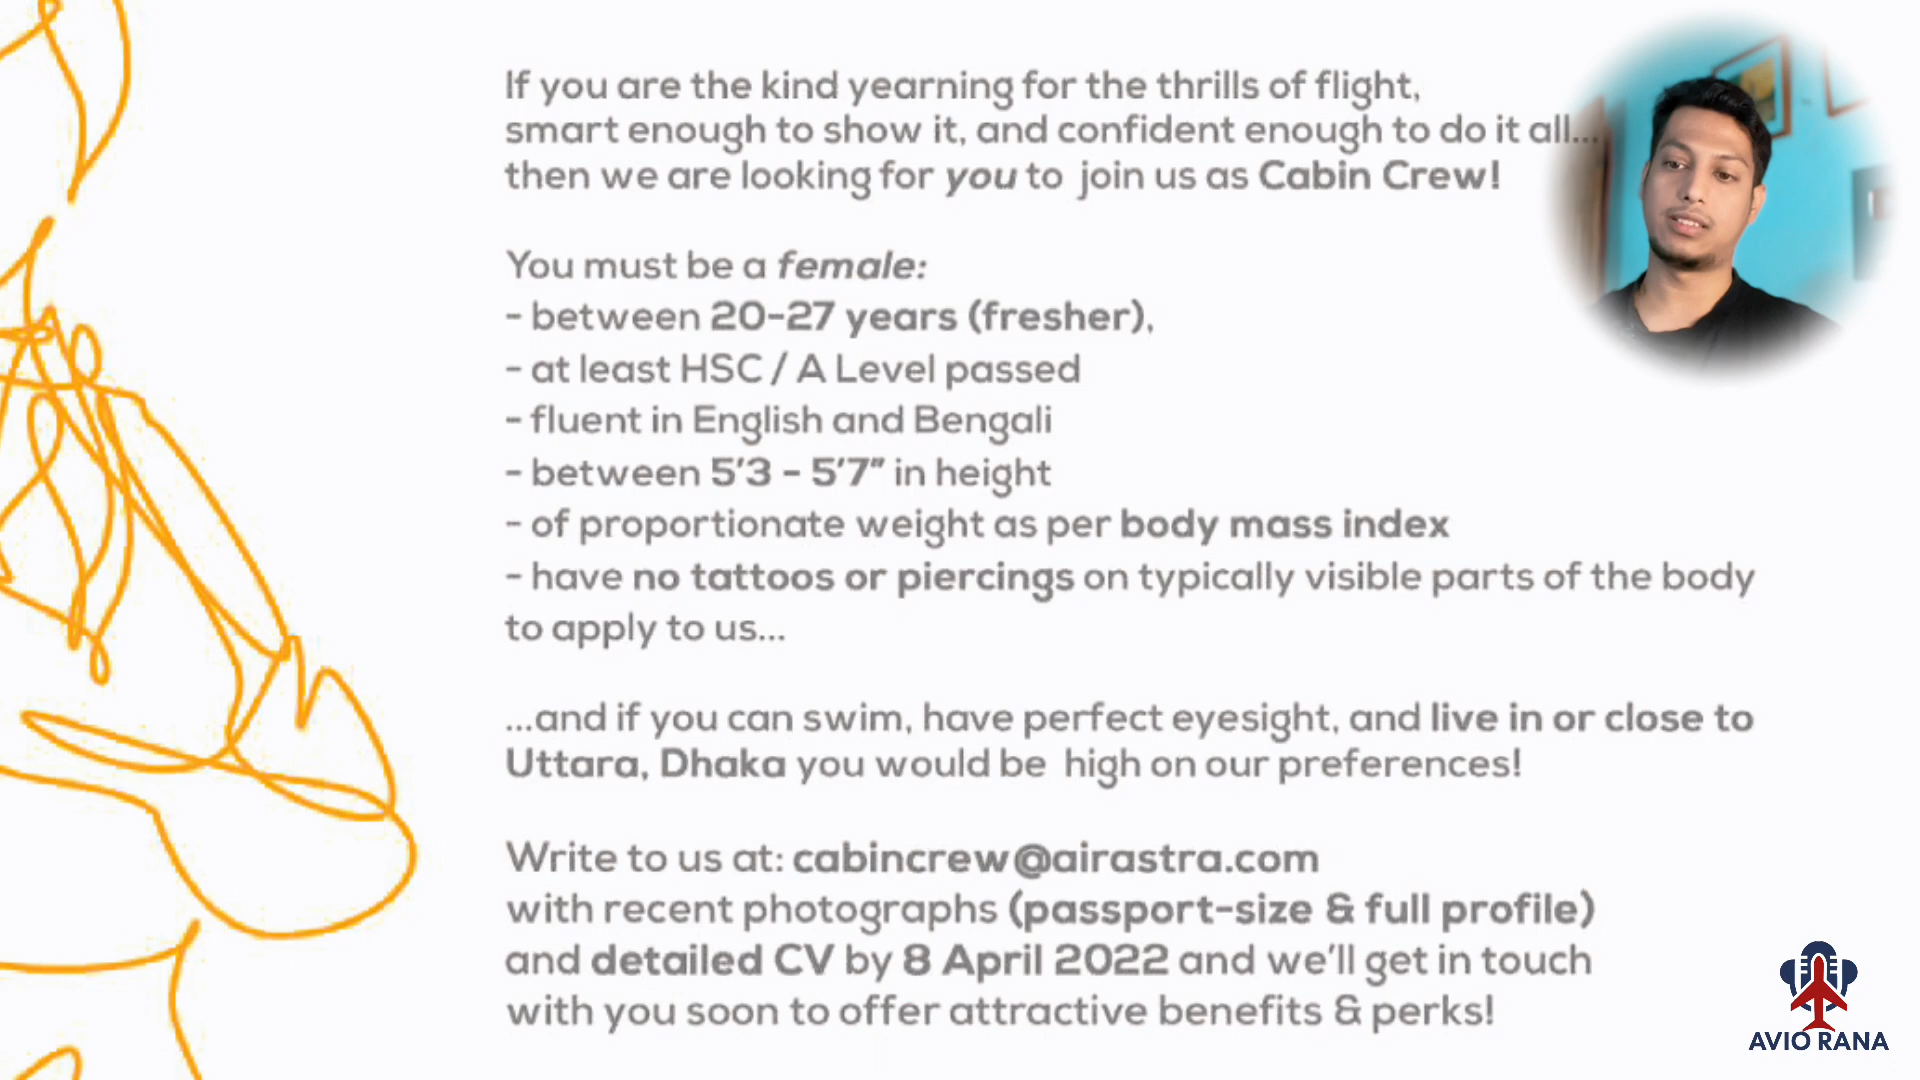 If you are the kind yearning for the thrills of flight,
smart enough to show it, and confident enough to do it all...
then we are looking for you to join us as Cabin Crew!
You must be a female:
- between 20-27 years (fresher),
- at least HSC / A Level passed
- fluent in English and Bengali
- between 5'3 - 5'7” in height
- of proportionate weight as per body mass index
- have no tattoos or piercings on typically visible parts of the body
to apply to us...
...and if you can swim, have perfect eyesight, and live in or close to
Uttara, Dhaka you would be high on our preferences!
Write to us at: cabincrew@airastra.com
with recent photographs (passport-size & full profile)
and detailed CV by 8 April 2022 and we'll get in touch
with you soon to offer attractive benefits & perks!
AVIO RANA